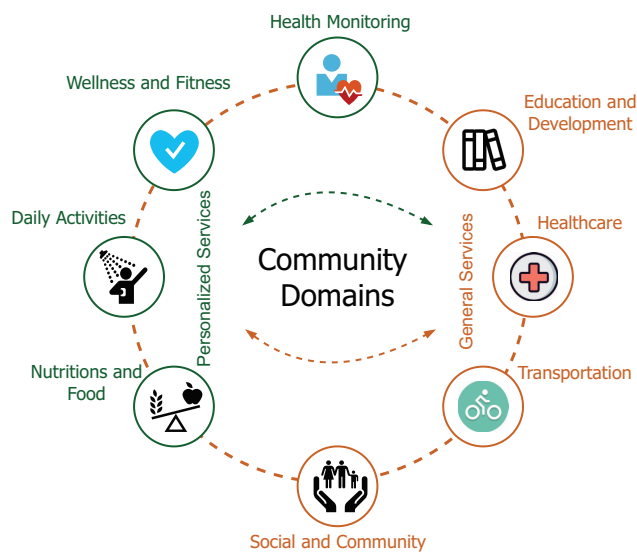 Health Monitoring
Wellness and Fitness
Education and
Development
Daily Activities
Personalized Services
Community
Domains
General Services
Healthcare
Nutritions and
Food
Transportation
Social and Community